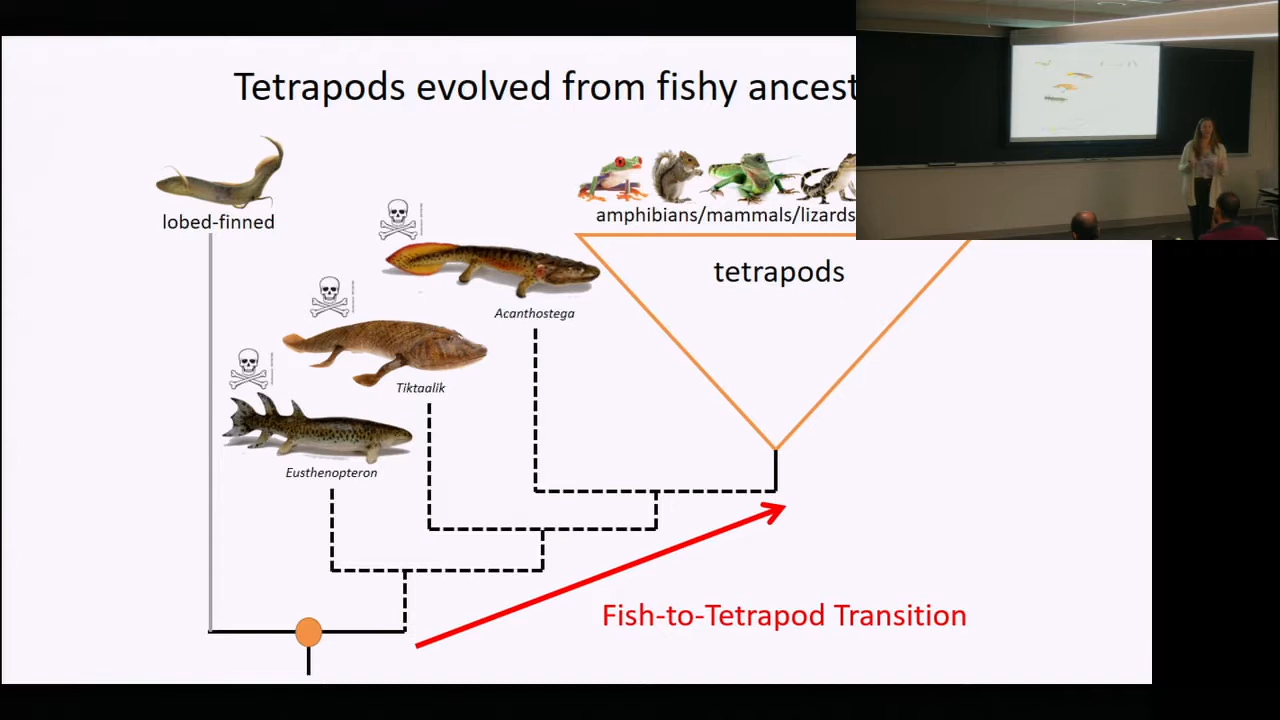 Tetrapods evolved from fishy ancest
lobed-finned
amphibians/mammals/lizards
tetrapods
Acanthostega
Tiktaalik
Eusthenopteron
Fish-to-Tetrapod Transition